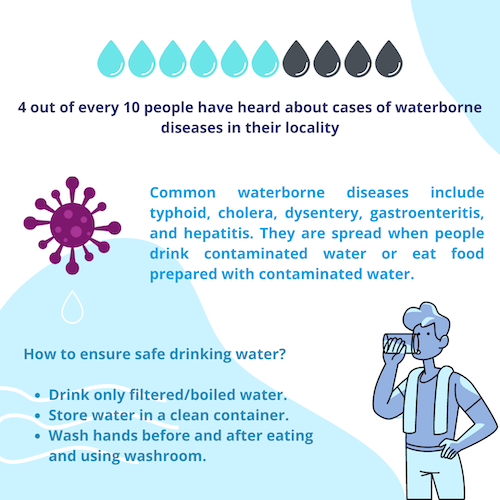 4 out of every 10 people have heard about cases of waterborne
diseases in their locality
Common waterborne diseases include
typhoid, cholera, dysentery, gastroenteritis,
and hepatitis. They are spread when people
drink contaminated water or eat food
prepared with contaminated water.
How to ensure safe drinking water?
• Drink only filtered/boiled water.
• Store water in a clean container.
• Wash hands before and after eating
and using washroom.